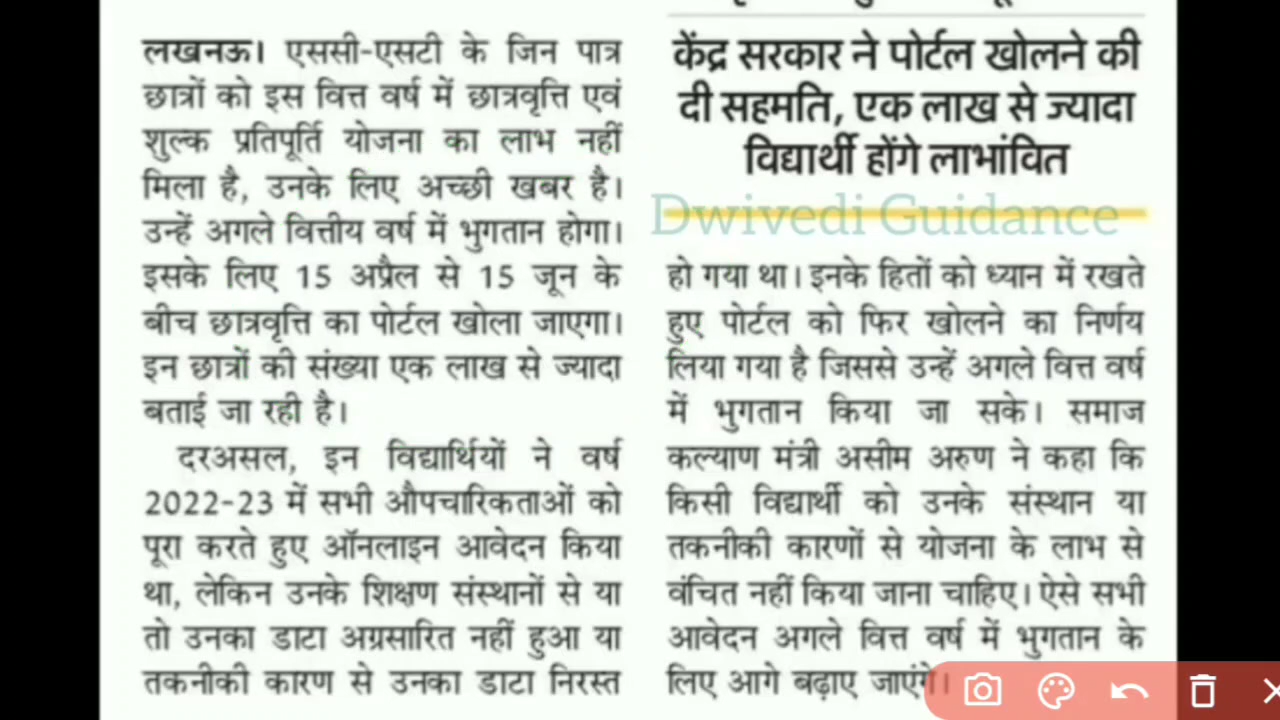 लखनऊ। एससी-एसटी के जिन पात्र
छात्रों को इस वित्त वर्ष में छात्रवृत्ति एवं
शुल्क प्रतिपूर्ति योजना का लाभ नहीं
मिला है, उनके लिए अच्छी खबर है।
उन्हें अगले वित्तीय वर्ष में भुगतान होगा।
इसके लिए 15 अप्रैल से 15 जून के
बीच छात्रवृत्ति का पोर्टल खोला जाएगा।
इन छात्रों की संख्या एक लाख से ज्यादा
बताई जा रही है।
दरअसल, इन विद्यार्थियों ने वर्ष
2022-23 में सभी औपचारिकताओं को
पूरा करते हुए ऑनलाइन आवेदन किया
था, लेकिन उनके शिक्षण संस्थानों से या
तो उनका डाटा अग्रसारित नहीं हुआ या
तकनीकी कारण से उनका डाटा निरस्त
केंद्र सरकार ने पोर्टल खोलने की
दी सहमति, एक लाख से ज्यादा
विद्यार्थी होंगे लाभांवित
Dwivedi Guidance
हो गया था। इनके हितों को ध्यान में रखते
हुए पोर्टल को फिर खोलने का निर्णय
लिया गया है जिससे उन्हें अगले वित्त वर्ष
में भुगतान किया जा सके। समाज
कल्याण मंत्री असीम अरुण ने कहा कि
किसी विद्यार्थी को उनके संस्थान या
तकनीकी कारणों से योजना के लाभ से
वंचित नहीं किया जाना चाहिए। ऐसे सभी
आवेदन अगले वित्त वर्ष में भुगतान के
लिए आगे बढ़ाए जाएंगे।